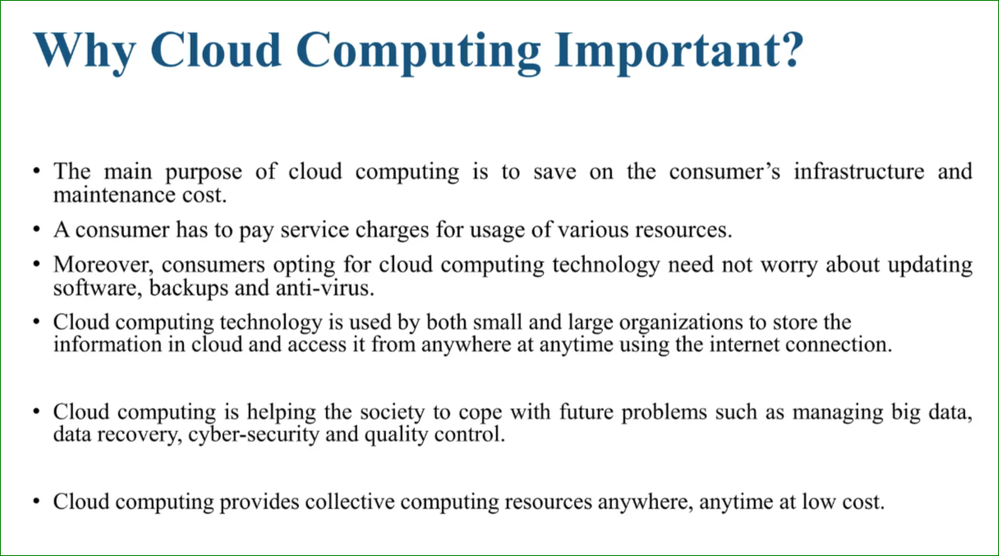 Why Cloud Computing Important?
• The main purpose of cloud computing is to save on the consumer’s infrastructure and
maintenance cost.
• A consumer has to pay service charges for usage of various resources.
• Moreover, consumers opting for cloud computing technology need not worry about updating
software, backups and anti-virus.
• Cloud computing technology is used by both small and large organizations to store the
information in cloud and access it from anywhere at anytime using the internet connection.
• Cloud computing is helping the society to cope with future problems such as managing big data,
data recovery, cyber-security and quality control.
• Cloud computing provides collective computing resources anywhere, anytime at low cost.